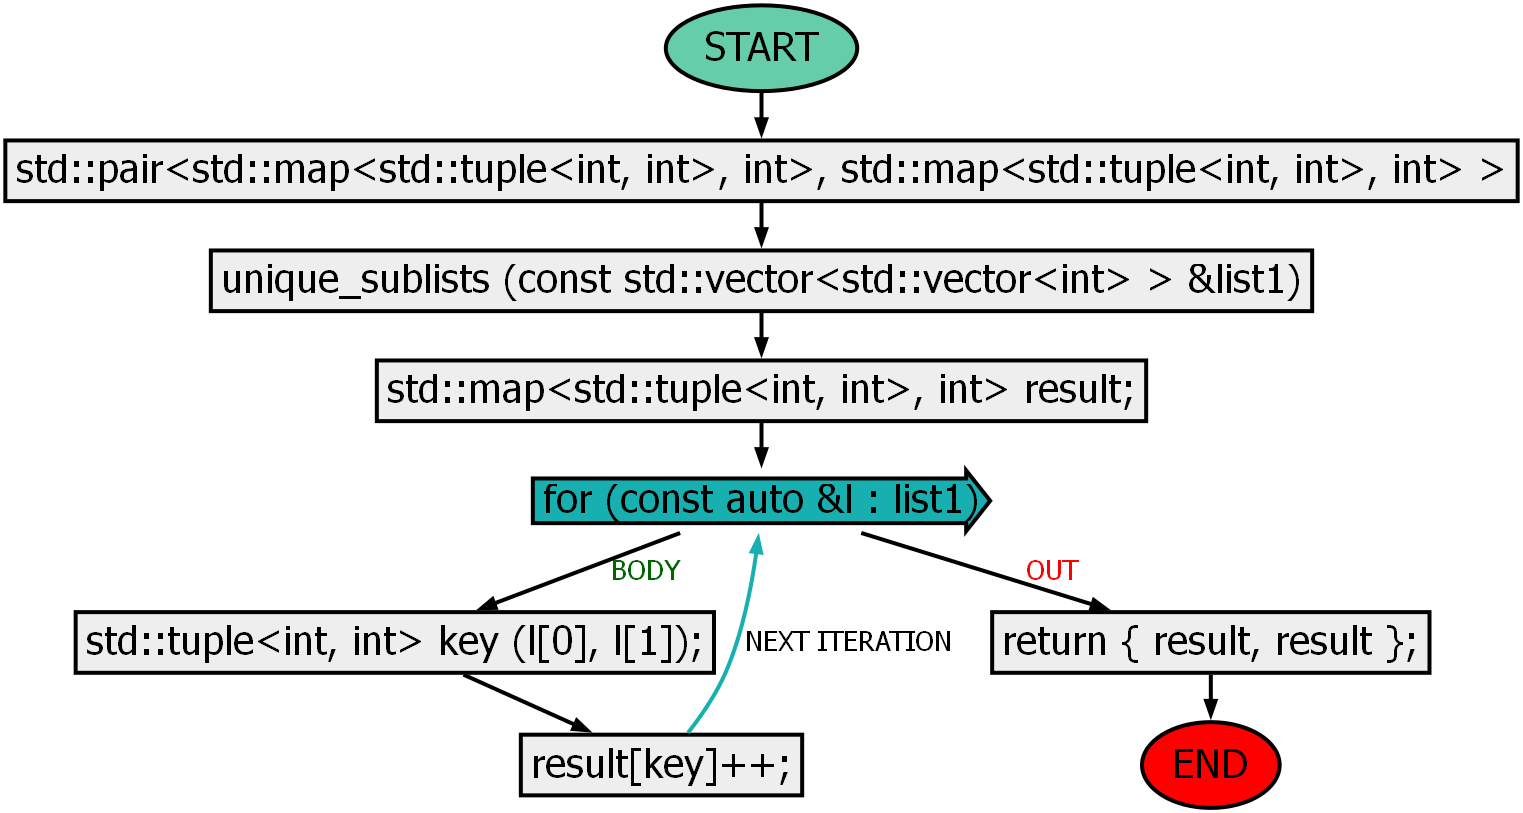 START
std::pair<std::map<std::tuple<int, int>, int>, std::map<std::tuple<int, int>, int> >
unique_sublists (const std::vector<std::vector<int> > &list1)
std::map<std::tuple<int, int>, int> result;
for (const auto &l : list1)
BODY
OUT
std::tuple<int, int> key (l[0], l[1]);
NEXT ITERATION
return { result, result };
result[key]++;
END